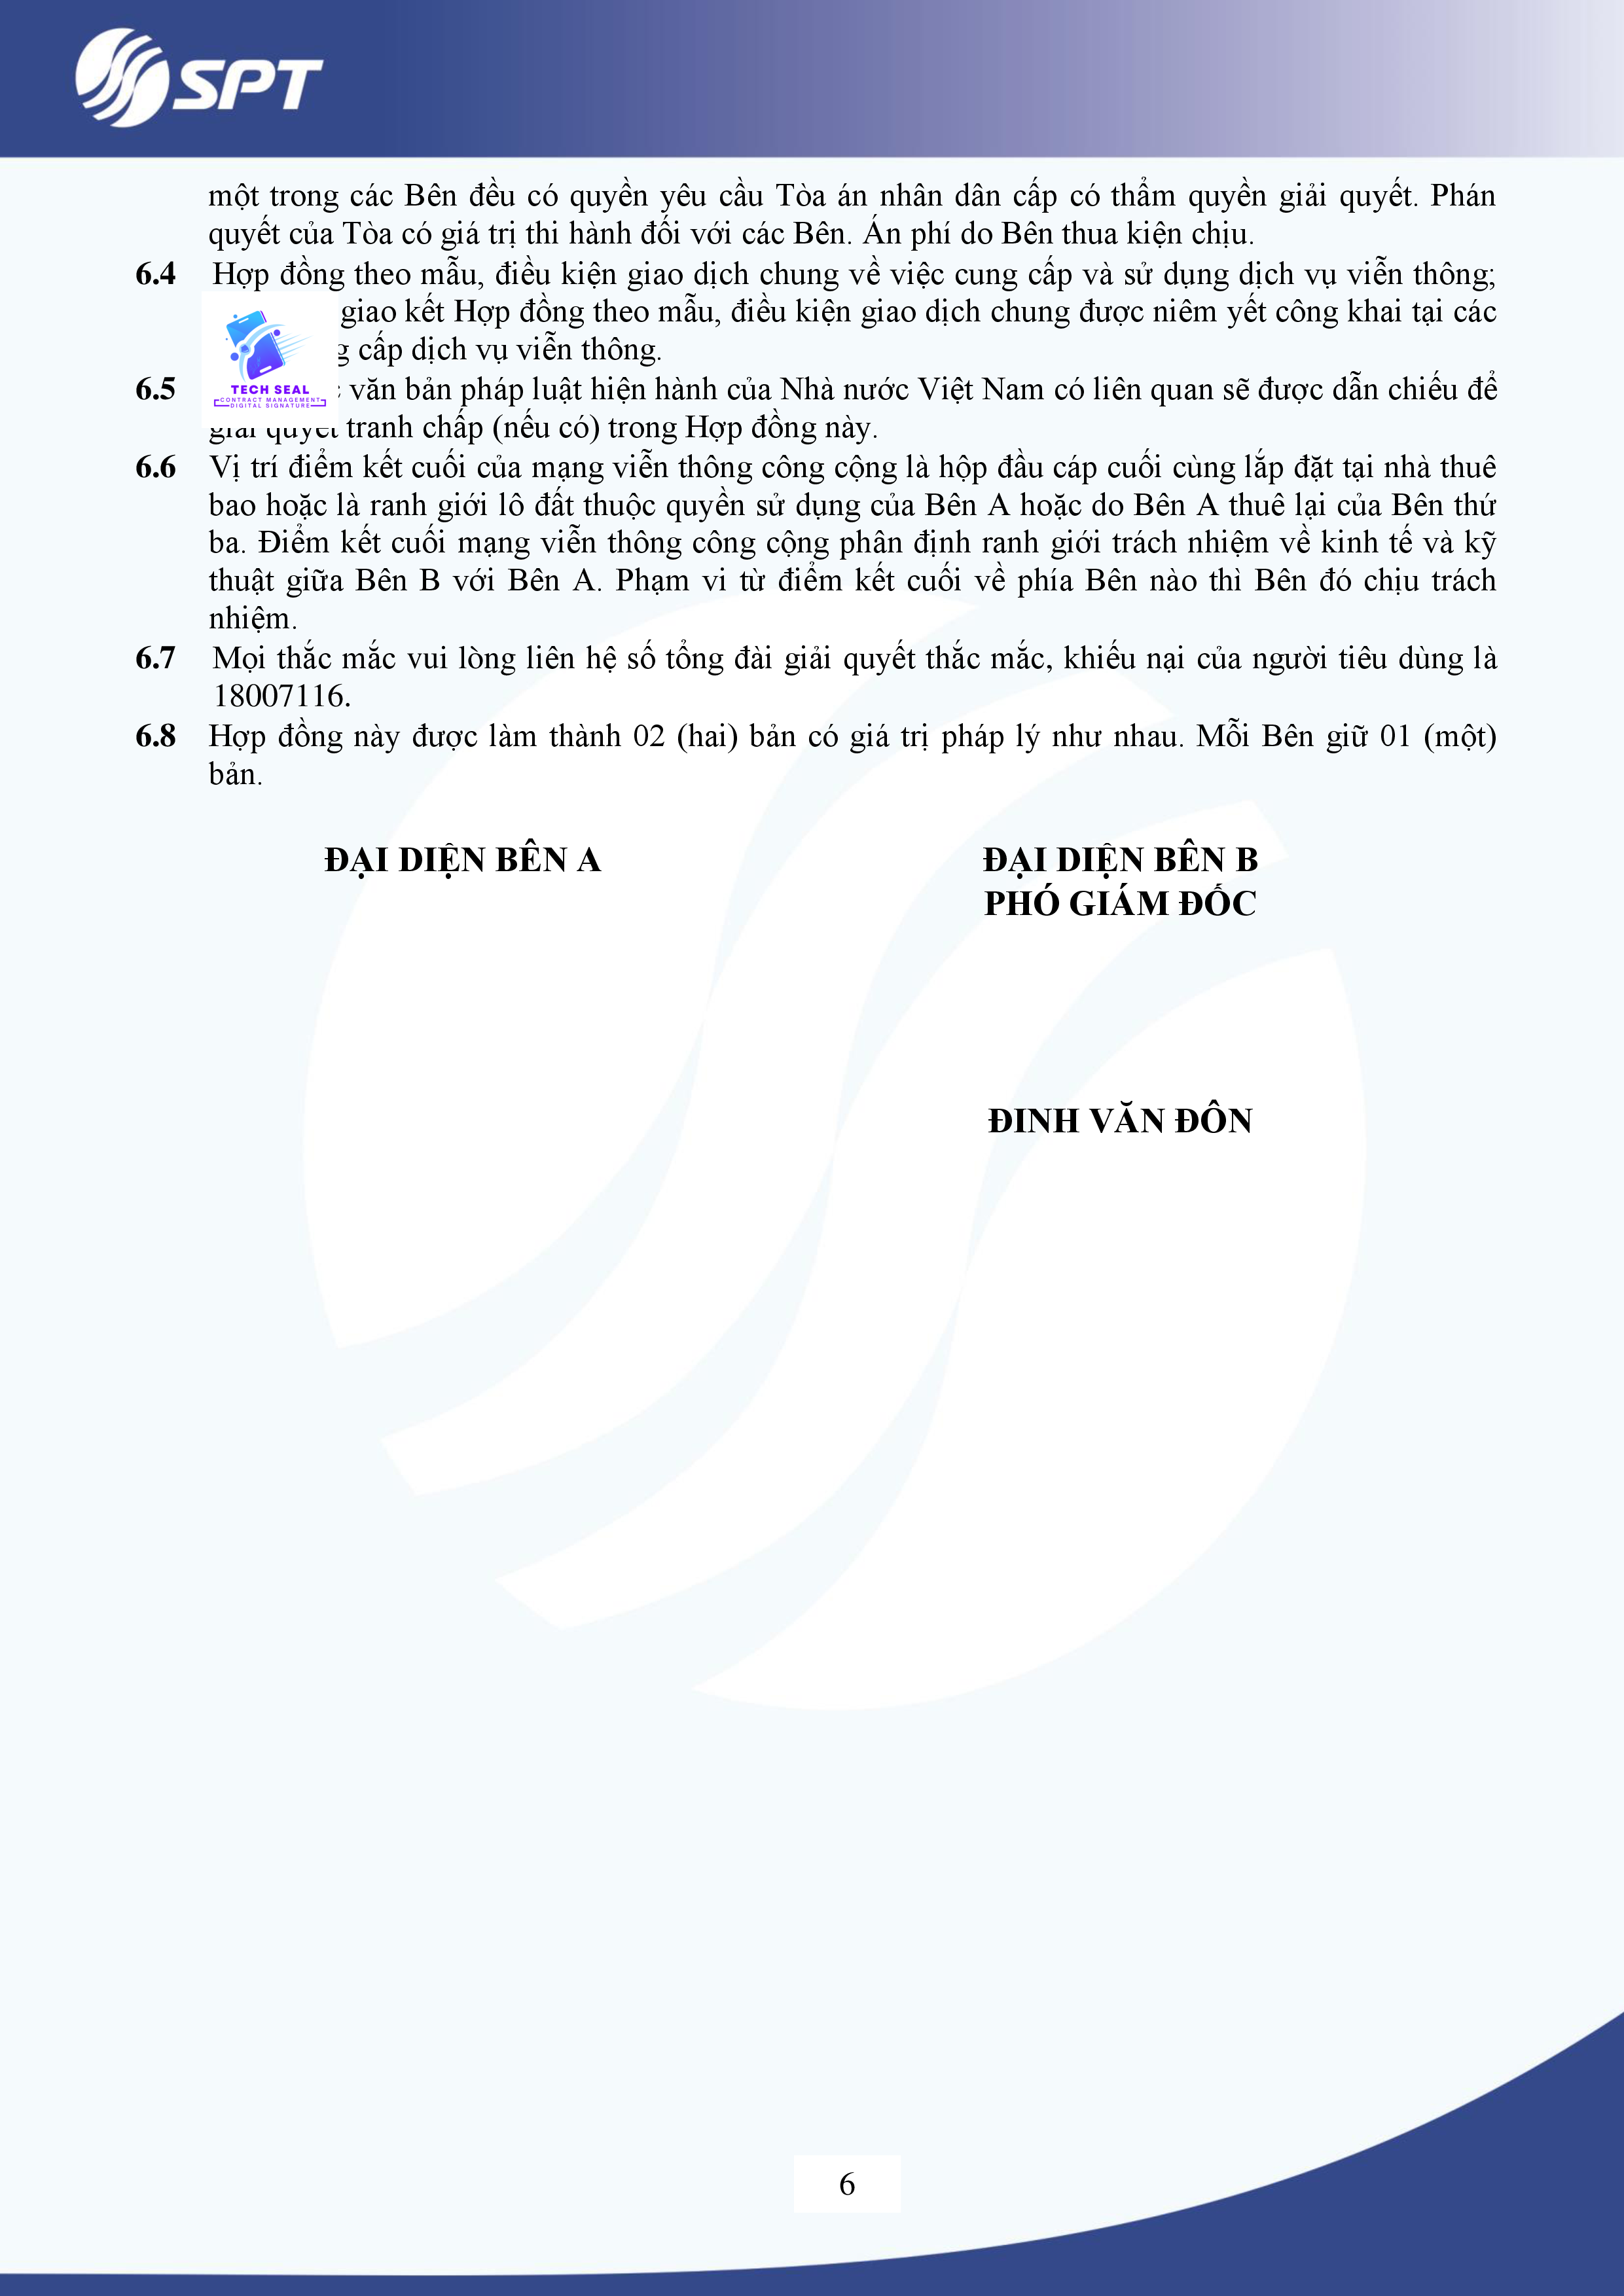 SPT
một trong các Bên đều có quyền yêu cầu Tòa án nhân dân cấp có thẩm quyền giải quyết. Phán
quyết của Tòa có giá trị thi hành đối với các Bên. Án phí do Bên thua kiện chịu.
6.4 Hợp đồng theo mẫu, điều kiện giao dịch chung về việc cung cấp và sử dụng dịch vụ viễn thông;
giao kết Hợp đồng theo mẫu, điều kiện giao dịch chung được niêm yết công khai tại các
cấp dịch vụ viễn thông.
TECH SEAL
CONTRACT MANAGEMENT
DIGITAL SIGNATURE
6.5 văn bản pháp luật hiện hành của Nhà nước Việt Nam có liên quan sẽ được dẫn chiếu để
giải quyết tranh chấp (nếu có) trong Hợp đồng này.
6.6 Vị trí điểm kết cuối của mạng viễn thông công cộng là hộp đầu cáp cuối cùng lắp đặt tại nhà thuê
bao hoặc là ranh giới lô đất thuộc quyền sử dụng của Bên A hoặc do Bên A thuê lại của Bên thứ
ba. Điểm kết cuối mạng viễn thông công cộng phân định ranh giới trách nhiệm về kinh tế và kỹ
thuật giữa Bên B với Bên A. Phạm vi từ điểm kết cuối về phía Bên nào thì Bên đó chịu trách
nhiệm.
6.7 Mọi thắc mắc vui lòng liên hệ số tổng đài giải quyết thắc mắc, khiếu nại của người tiêu dùng là
18007116.
6.8 Hợp đồng này được làm thành 02 (hai) bản có giá trị pháp lý như nhau. Mỗi Bên giữ 01 (một)
bản.
ĐẠI DIỆN BÊN A
ĐẠI DIỆN BÊN B
PHÓ GIÁM ĐỐC
ĐINH VĂN ĐÔN
6